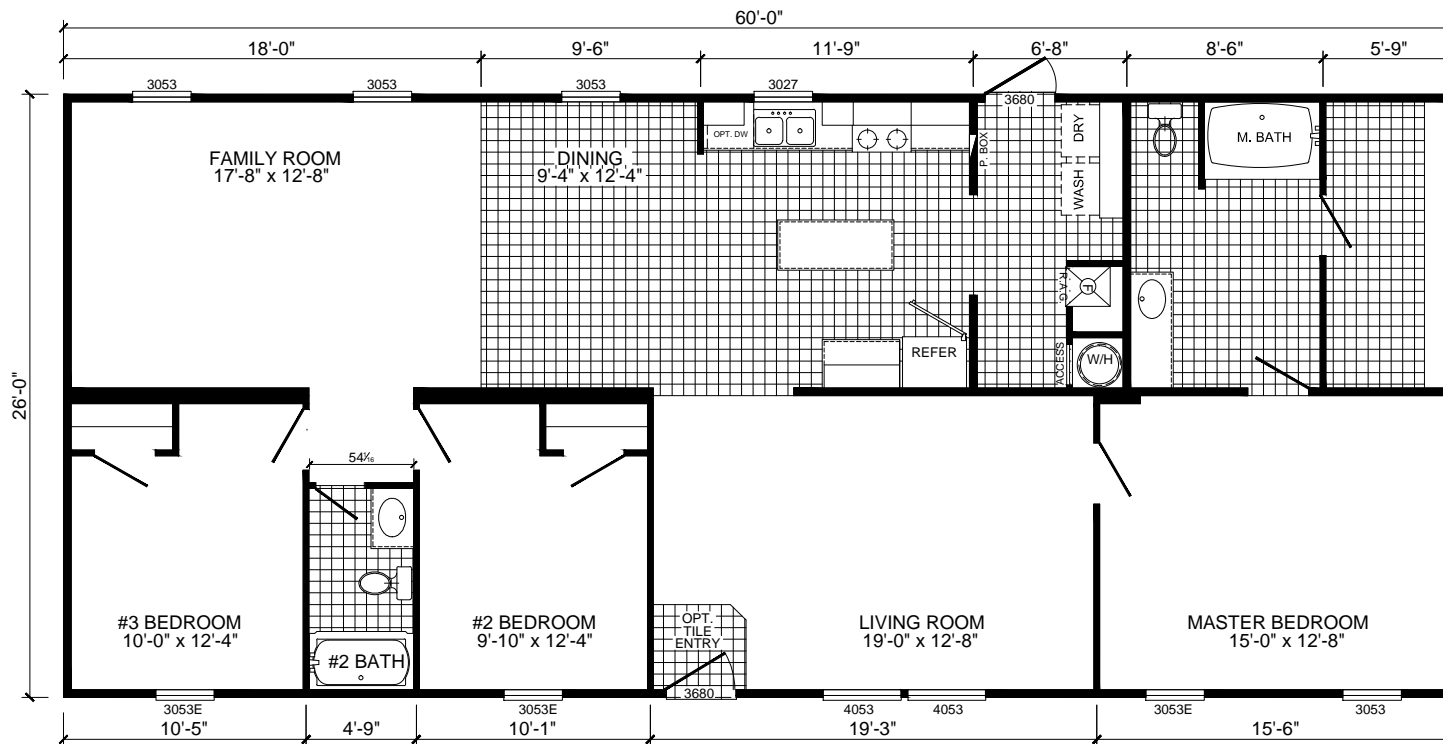 60'-0"
18'-0" 9'-6" 11'-9" 6'-8" 8'-6" 5'-9"
3053 3053 3053 3027
3680
FAMILY ROOM
17'-8" x 12'-8"
DINING
9'-4" x 12'-4"
OPT. DW
P. BOX
DRY
WASH
M. BATH
26'-0"
R.A.G.
F
REFER
ACCESS
W/H
54
#3 BEDROOM
10'-0" x 12'-4"
#2 BATH
#2 BEDROOM
9'-10" x 12'-4"
OPT.
TILE
ENTRY
LIVING ROOM
19'-0" x 12'-8"
MASTER BEDROOM
15'-0" x 12'-8"
3053E 3053E 3680 4053 4053 3053E 3053
10'-5" 4'-9" 10'-1" 19'-3" 15'-6"